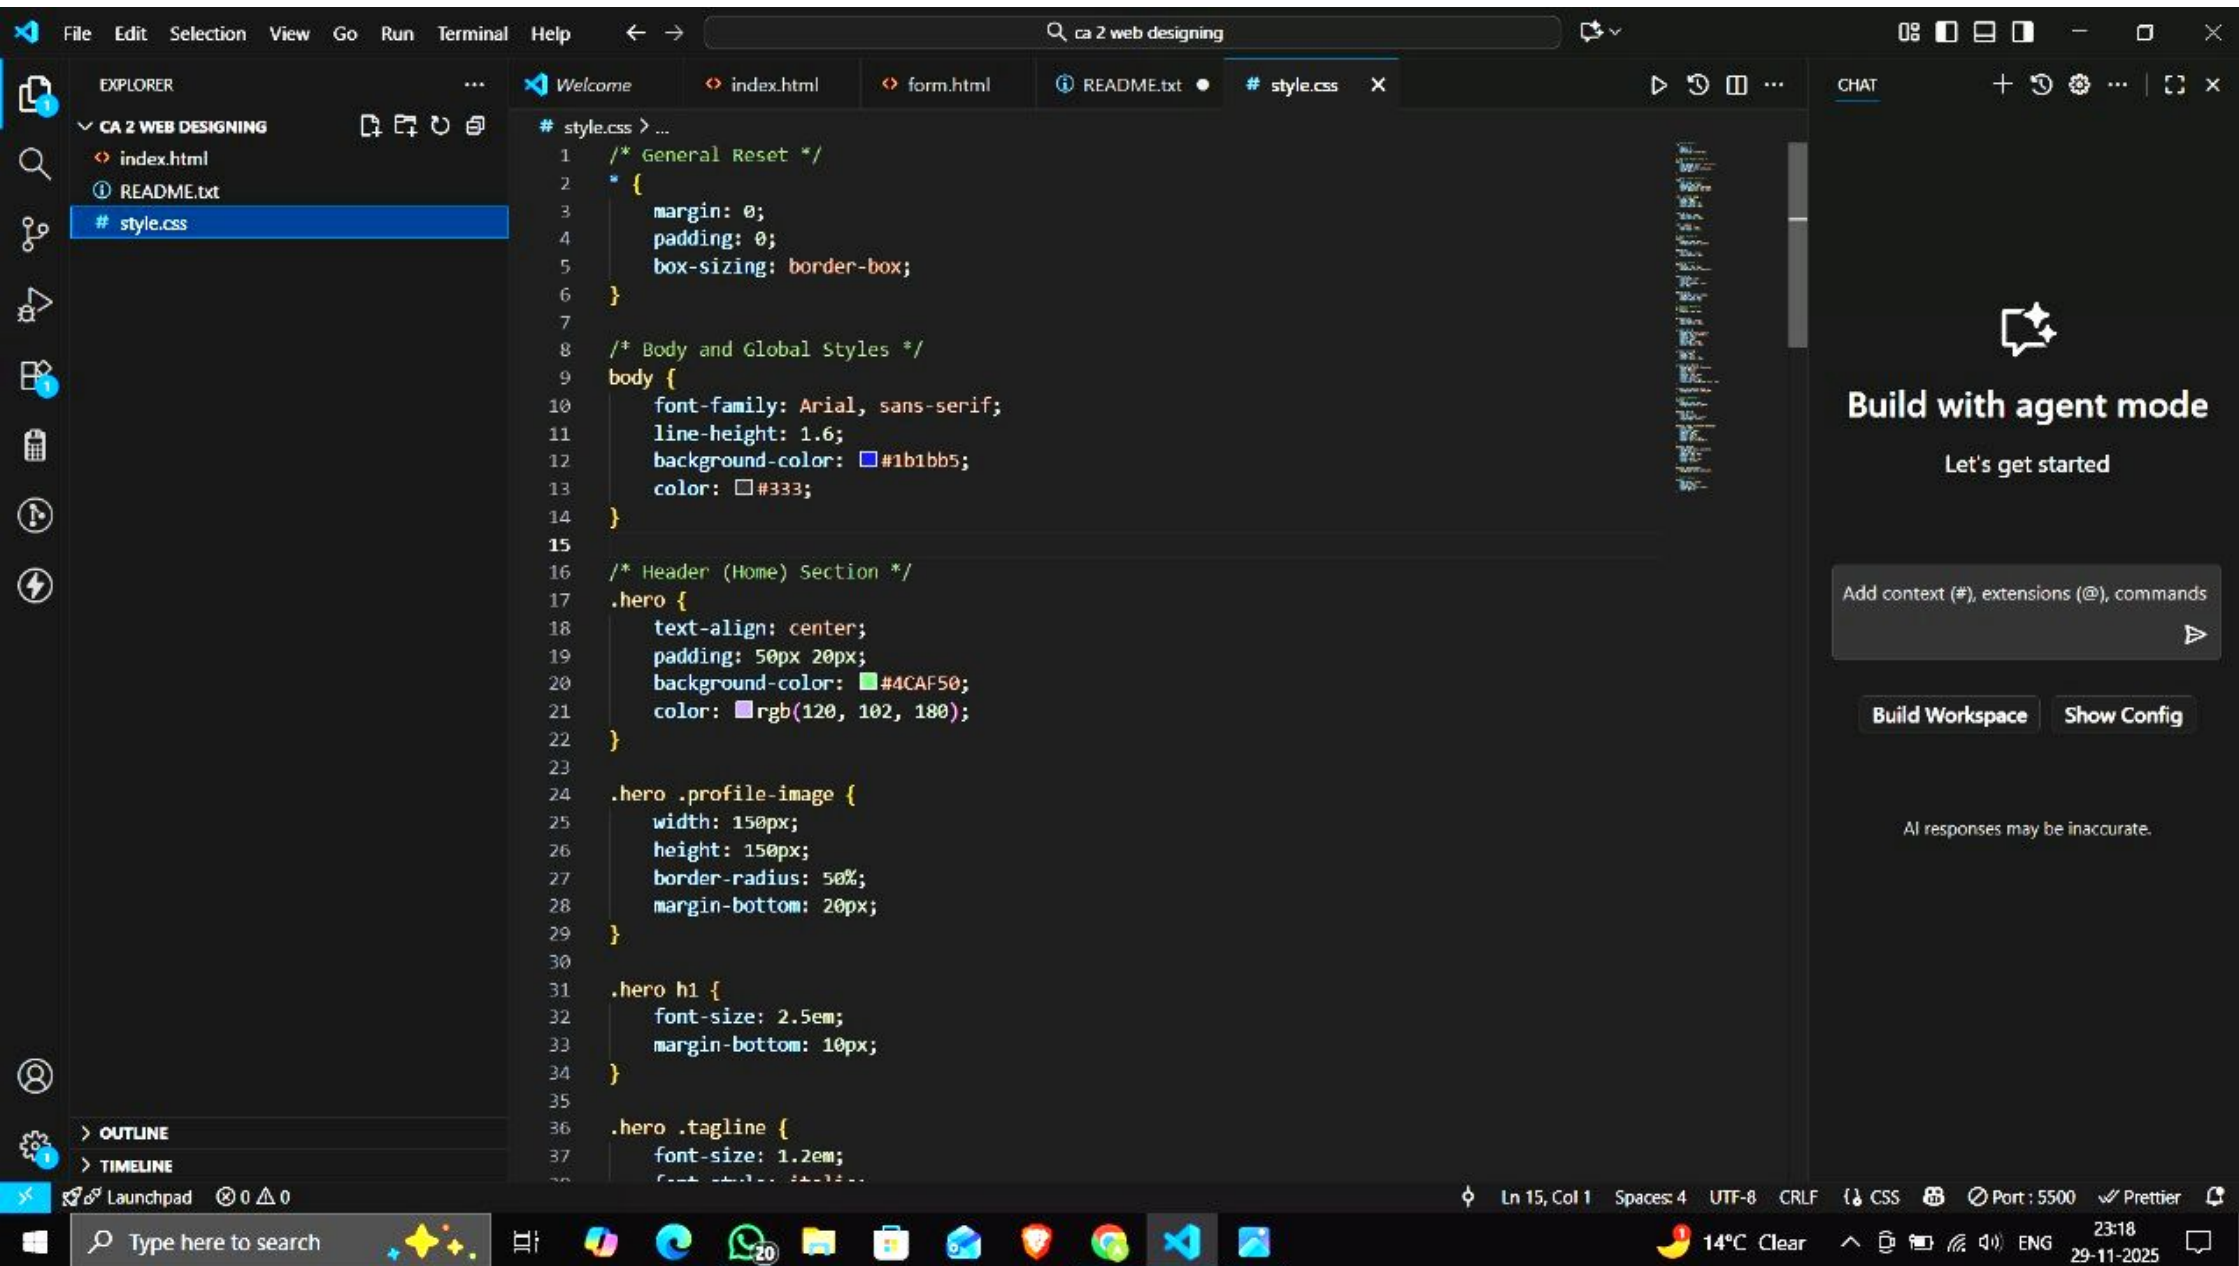 File Edit Selection View Go Run Terminal Help
ca 2 web designing
EXPLORER
CA 2 WEB DESIGNING
index.html
README.txt
style.css
OUTLINE
TIMELINE
Welcome
index.html
form.html
README.txt
style.css
# style.css > ...
1 /* General Reset */
2 * {
3 margin: 0;
4 padding: 0;
5 box-sizing: border-box;
6 }
7
8 /* Body and Global Styles */
9 body {
10 font-family: Arial, sans-serif;
11 line-height: 1.6;
12 background-color: #1b1bb5;
13 color: #333;
14 }
15
16 /* Header (Home) Section */
17 .hero {
18 text-align: center;
19 padding: 50px 20px;
20 background-color: #4CAF50;
21 color: rgb(120, 102, 180);
22 }
23
24 .hero .profile-image {
25 width: 150px;
26 height: 150px;
27 border-radius: 50%;
28 margin-bottom: 20px;
29 }
30
31 .hero h1 {
32 font-size: 2.5em;
33 margin-bottom: 10px;
34 }
35
36 .hero .tagline {
37 font-size: 1.2em;
CHAT
Build with agent mode
Let's get started
Add context (#), extensions (@), commands
Build Workspace Show Config
AI responses may be inaccurate.
Launchpad 0 0
Ln 15, Col 1 Spaces: 4 UTF-8 CRLF CSS Port : 5500 Prettier
Type here to search
20
14°C Clear
ENG
23:18
29-11-2025